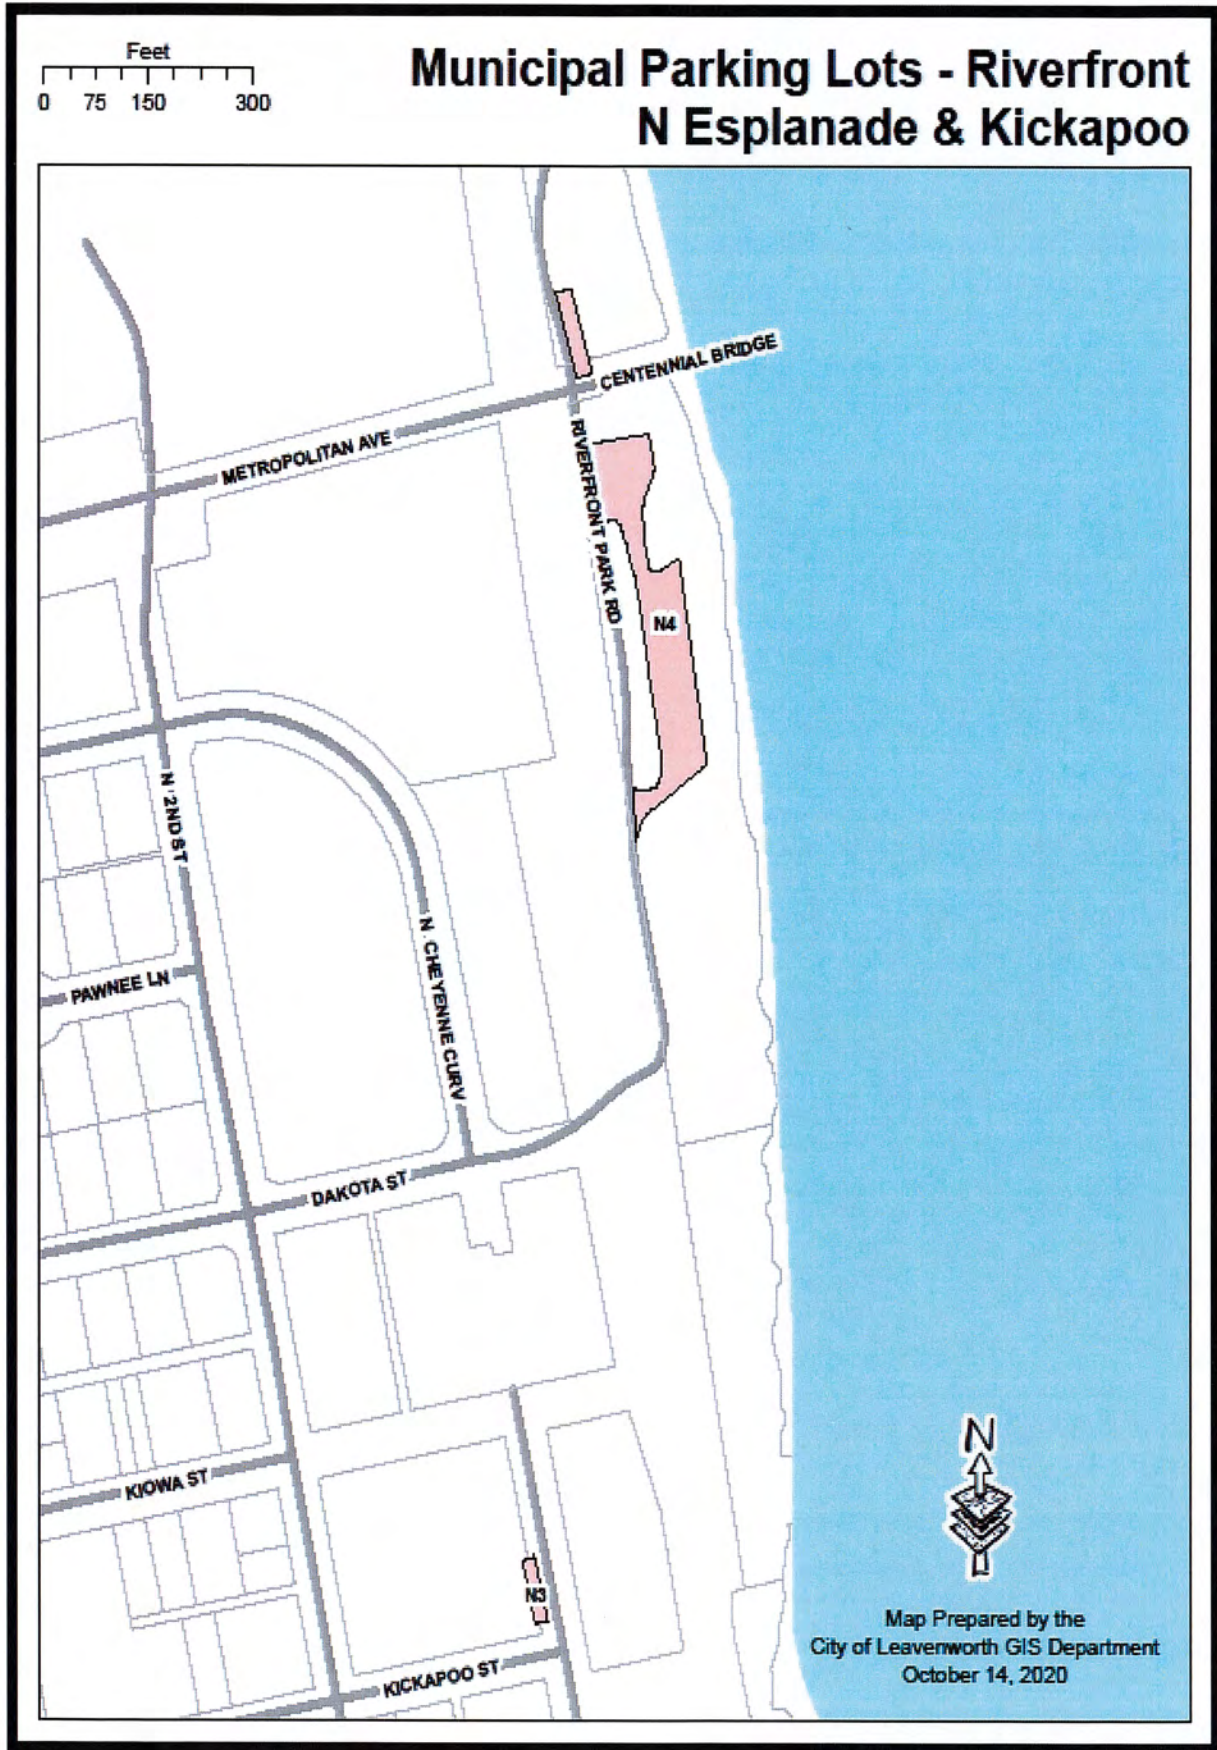 Feet
0 75 150 300
Municipal Parking Lots - Riverfront
N Esplanade & Kickapoo
CENTENNIAL BRIDGE
METROPOLITAN AVE
RIVERFRONT PARK RD
N4
N 2ND ST
N CHEYENNE CURV
PAWNEE LN
DAKOTA ST
KIOWA ST
N
N3
KICKAPOO ST
Map Prepared by the
City of Leavenworth GIS Department
October 14, 2020